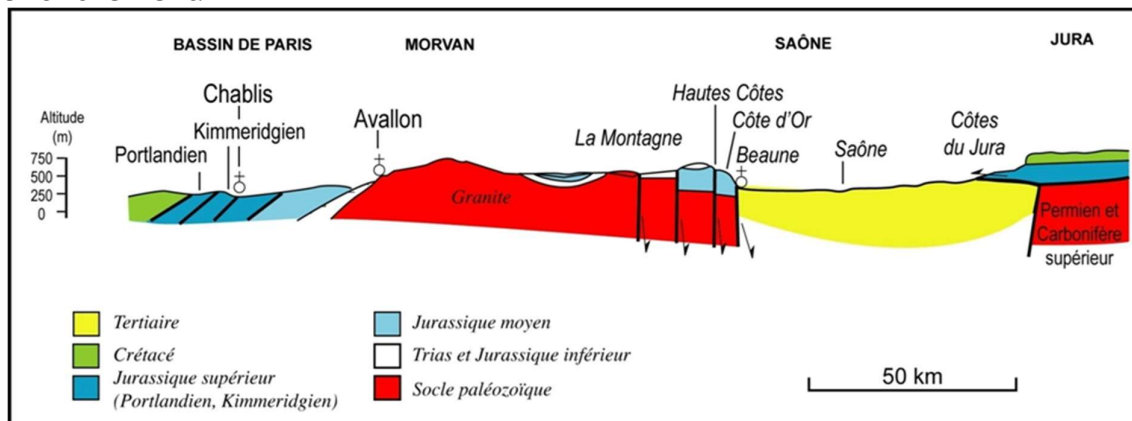 BASSIN DE PARIS
MORVAN
SAÔNE
JURA
Chablis
Kimmeridgien
Portlandien
Avallon
Hautes Côtes
La Montagne
Côte d'Or
Beaune
Saône
Côtes
du Jura
Altitude
(m)
750
500
250
0
Granite
Permien et
Carbonifère
supérieur
Tertiaire
Crétacé
Jurassique supérieur
(Portlandien, Kimmeridgien)
Jurassique moyen
Trias et Jurassique inférieur
Socle paléozoïque
50 km